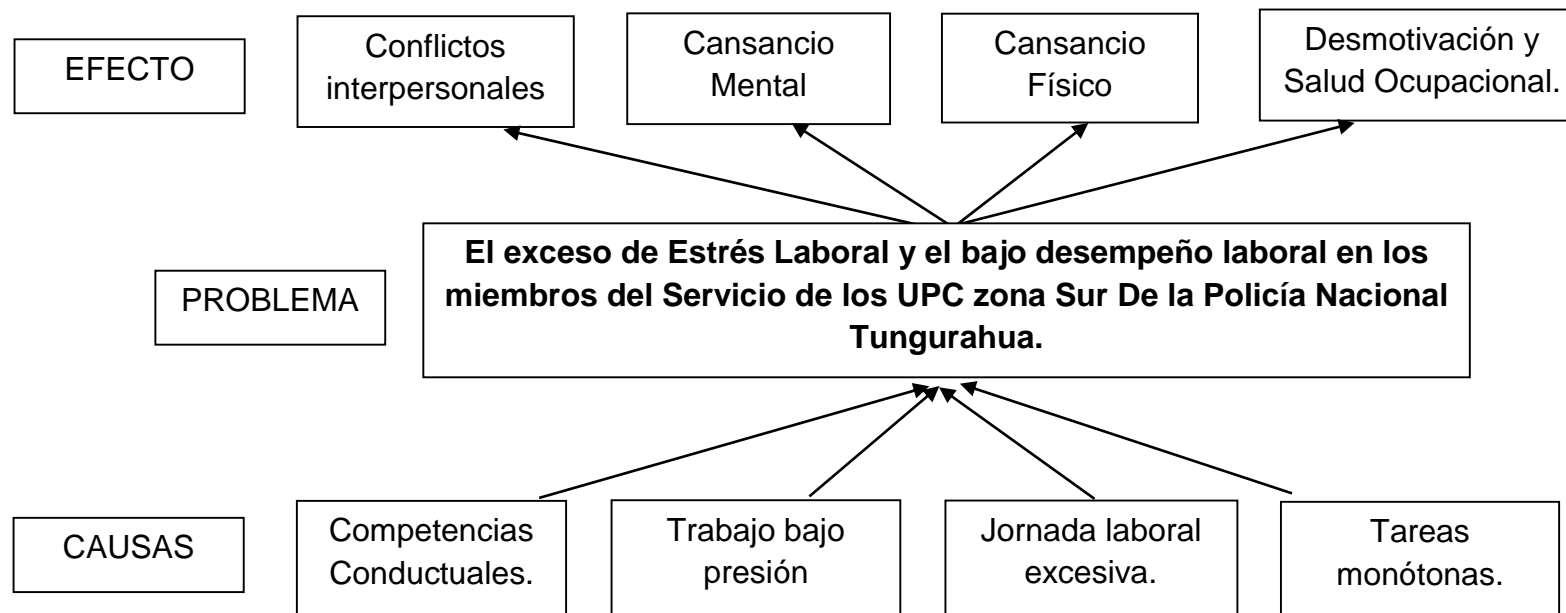 EFECTO
Conflictos
interpersonales
Cansancio
Mental
Cansancio
Físico
Desmotivación y
Salud Ocupacional.
PROBLEMA
El exceso de Estrés Laboral y el bajo desempeño laboral en los
miembros del Servicio de los UPC zona Sur De la Policía Nacional
Tungurahua.
CAUSAS
Competencias
Conductuales.
Trabajo bajo
presión
Jornada laboral
excesiva.
Tareas
monótonas.